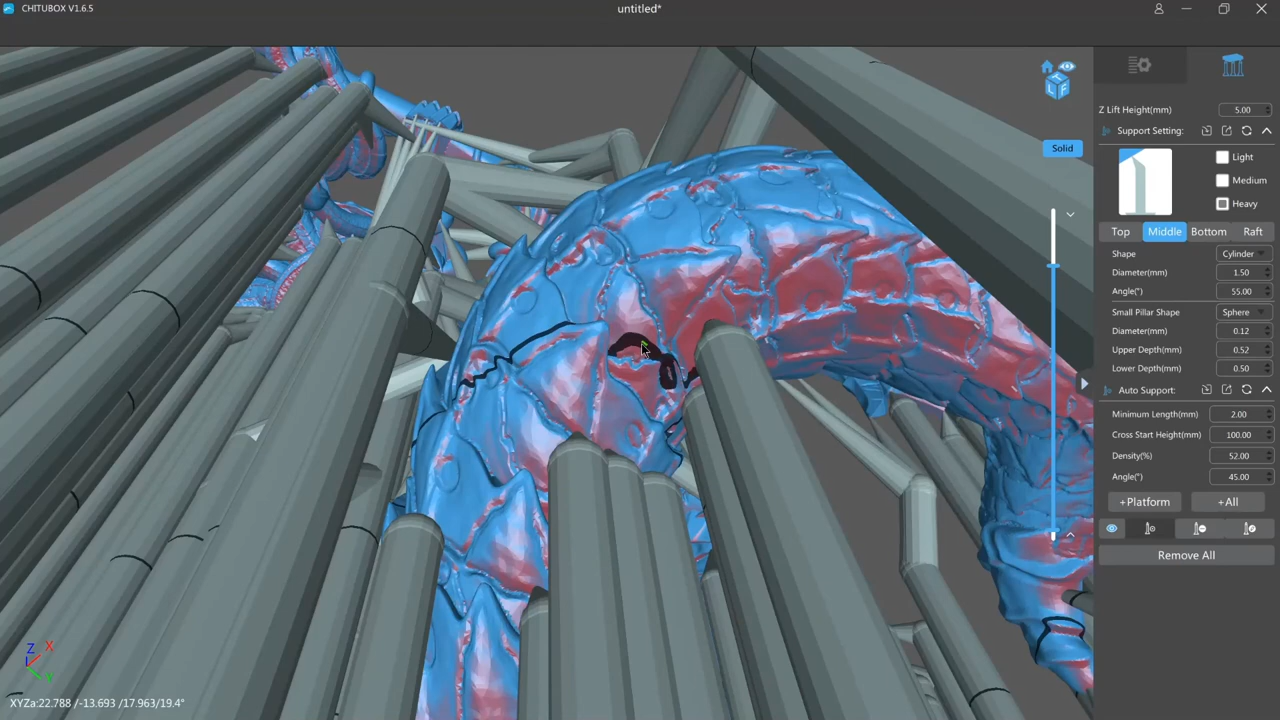 CHITUBOX V1.6.5
untitled*
T
L F
Solid
Z Lift Height(mm) 5.00
Support Setting:
Light
Medium
Heavy
Top Middle Bottom Raft
Shape Cylinder
Diameter(mm) 1.50
Angle(°) 55.00
Small Pillar Shape Sphere
Diameter(mm) 0.12
Upper Depth(mm) 0.52
Lower Depth(mm) 0.50
Auto Support:
Minimum Length(mm) 2.00
Cross Start Height(mm) 100.00
Density(%) 52.00
Angle(°) 45.00
+Platform +All
Remove All
Z X
Y
XYZa:22.788 /-13.693 /17.963/19.4°